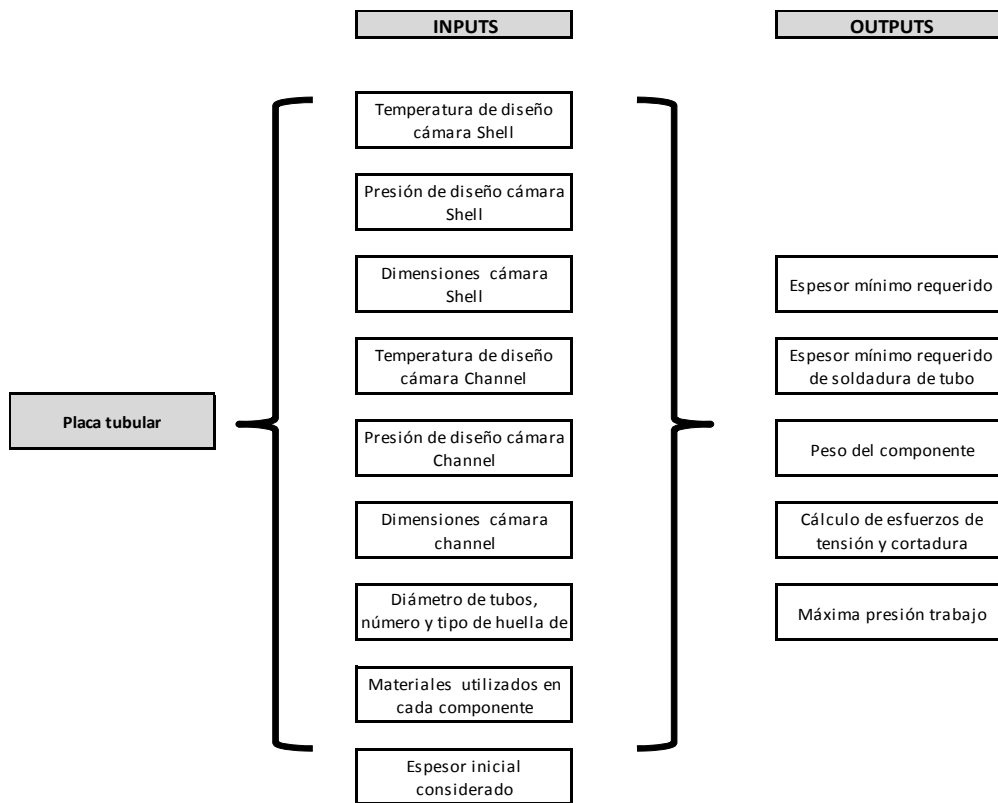 INPUTS
OUTPUTS
Placa tubular
Temperatura de diseño
cámara Shell
Presión de diseño cámara
Shell
Dimensiones cámara
Shell
Temperatura de diseño
cámara Channel
Presión de diseño cámara
Channel
Dimensiones cámara
channel
Diámetro de tubos,
número y tipo de huella de
Materiales utilizados en
cada componente
Espesor inicial
considerado
Espesor mínimo requerido
Espesor mínimo requerido
de soldadura de tubo
Peso del componente
Cálculo de esfuerzos de
tensión y cortadura
Máxima presión trabajo